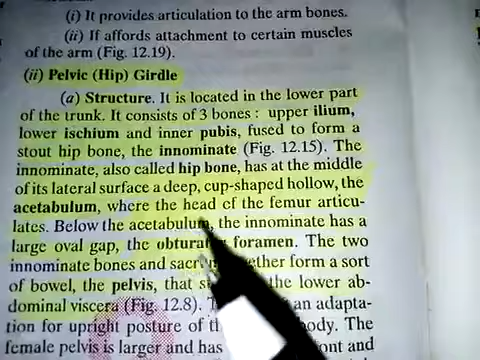 (i) It provides articulation to the arm bones.
(ii) If affords attachment to certain muscles
of the arm (Fig. 12.19).
(ii) Pelvic (Hip) Girdle
(a) Structure. It is located in the lower part
of the trunk. It consists of 3 bones : upper ilium,
lower ischium and inner pubis, fused to form a
stout hip bone, the innominate (Fig. 12.15). The
innominate, also called hip bone, has at the middle
of its lateral surface a deep, cup-shaped hollow, the
acetabulum, where the head of the femur articu-
lates. Below the acetabulum, the innominate has a
large oval gap, the foramen. The two
innominate bones and form a sort
of bowel, the pelvis, that the lower ab-
dominal viscera (Fig. 12.8). an adapta-
tion for upright posture of body. The
female pelvis is larger and has and